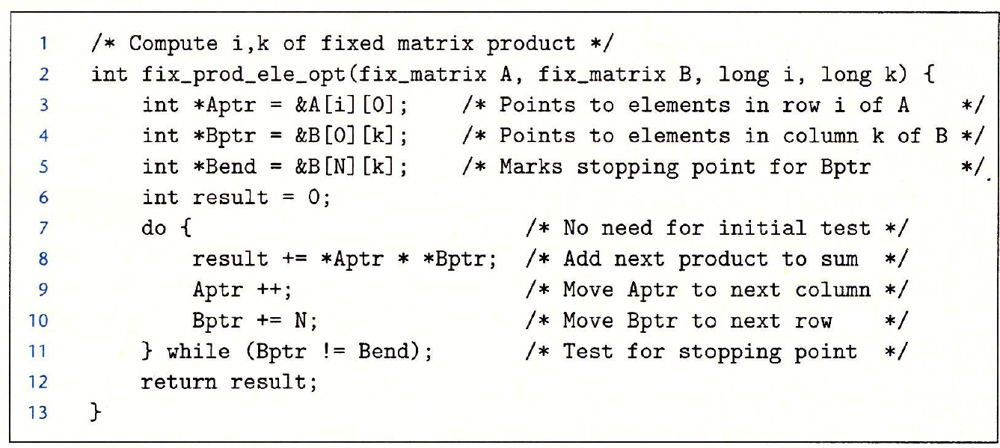 1 /* Compute i,k of fixed matrix product */
2 int fix_prod_ele_opt(fix_matrix A, fix_matrix B, long i, long k) {
3 int *Aptr = &A[i][0]; /* Points to elements in row i of A */
4 int *Bptr = &B[0][k]; /* Points to elements in column k of B */
5 int *Bend = &B[N][k]; /* Marks stopping point for Bptr */
6 int result = 0;
7 do { /* No need for initial test */
8 result += *Aptr * *Bptr; /* Add next product to sum */
9 Aptr ++; /* Move Aptr to next column */
10 Bptr += N; /* Move Bptr to next row */
11 } while (Bptr != Bend); /* Test for stopping point */
12 return result;
13 }